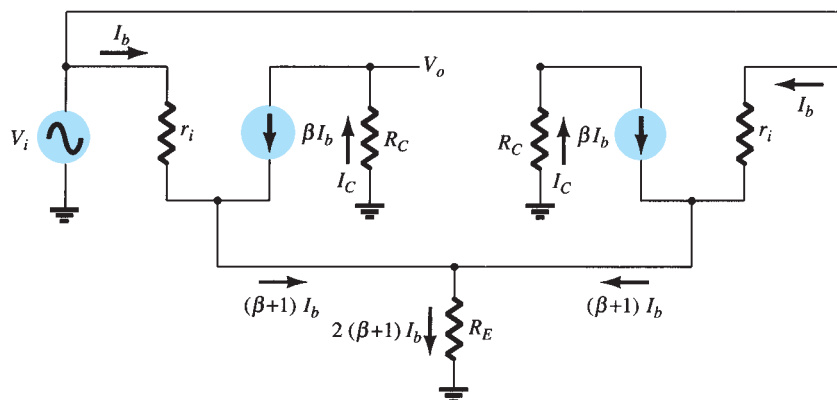 I_b
V_o
V_i
r_i
βI_b
R_C
I_C
R_C
I_C
βI_b
r_i
I_b
(β+1) I_b
(β+1) I_b
2 (β+1) I_b
R_E